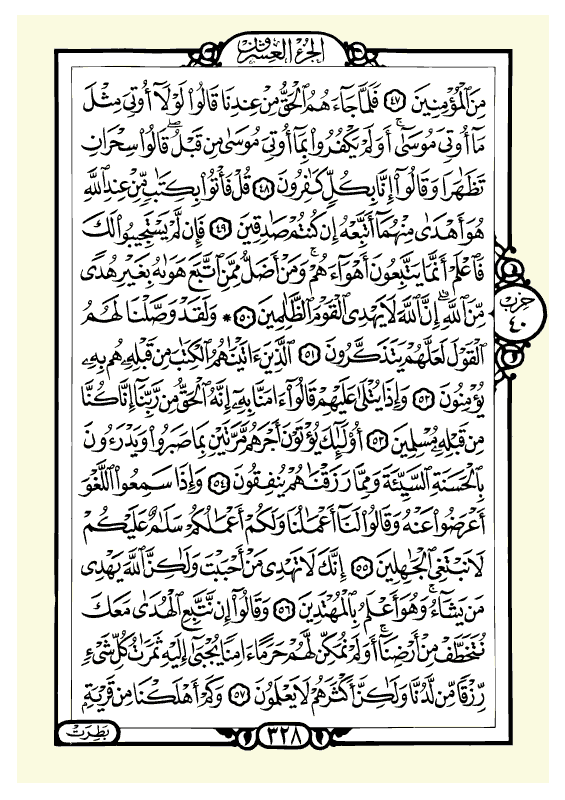 الجزء العشرون
مِنَ ٱلْمُؤْمِنِينَ ٤٧ فَلَمَّا جَآءَهُمُ ٱلْحَقُّ مِنْ عِندِنَا قَالُوا۟ لَوْلَآ أُوتِىَ مِثْلَ
مَآ أُوتِىَ مُوسَىٰٓ ۚ أَوَلَمْ يَكْفُرُوا۟ بِمَآ أُوتِىَ مُوسَىٰ مِن قَبْلُ ۖ قَالُوا۟ سِحْرَانِ
تَظَٰهَرَا وَقَالُوٓا۟ إِنَّا بِكُلٍّ كَٰفِرُونَ ٤٨ قُلْ فَأْتُوا۟ بِكِتَٰبٍ مِّنْ عِندِ ٱللَّهِ
هُوَ أَهْدَىٰ مِنْهُمَآ أَتَّبِعْهُ إِن كُنتُمْ صَٰدِقِينَ ٤٩ فَإِن لَّمْ يَسْتَجِيبُوا۟ لَكَ
فَٱعْلَمْ أَنَّمَا يَتَّبِعُونَ أَهْوَآءَهُمْ ۚ وَمَنْ أَضَلُّ مِمَّنِ ٱتَّبَعَ هَوَىٰهُ بِغَيْرِ هُدًى
مِّنَ ٱللَّهِ ۚ إِنَّ ٱللَّهَ لَا يَهْدِى ٱلْقَوْمَ ٱلظَّٰلِمِينَ ٥٠ * وَلَقَدْ وَصَّلْنَا لَهُمُ
ٱلْقَوْلَ لَعَلَّهُمْ يَتَذَكَّرُونَ ٥١ ٱلَّذِينَ ءَاتَيْنَٰهُمُ ٱلْكِتَٰبَ مِن قَبْلِهِۦ هُم بِهِۦ
يُؤْمِنُونَ ٥٢ وَإِذَا يُتْلَىٰ عَلَيْهِمْ قَالُوٓا۟ ءَامَنَّا بِهِۦٓ إِنَّهُ ٱلْحَقُّ مِن رَّبِّنَآ إِنَّا كُنَّا
مِن قَبْلِهِۦ مُسْلِمِينَ ٥٣ أُو۟لَٰٓئِكَ يُؤْتَوْنَ أَجْرَهُم مَّرَّتَيْنِ بِمَا صَبَرُوا۟ وَيَدْرَءُونَ
بِٱلْحَسَنَةِ ٱلسَّيِّئَةَ وَمِمَّا رَزَقْنَٰهُمْ يُنفِقُونَ ٥٤ وَإِذَا سَمِعُوا۟ ٱللَّغْوَ
أَعْرَضُوا۟ عَنْهُ وَقَالُوا۟ لَنَآ أَعْمَٰلُنَا وَلَكُمْ أَعْمَٰلُكُمْ سَلَٰمٌ عَلَيْكُمْ
لَا نَبْتَغِى ٱلْجَٰهِلِينَ ٥٥ إِنَّكَ لَا تَهْدِى مَنْ أَحْبَبْتَ وَلَٰكِنَّ ٱللَّهَ يَهْدِى
مَن يَشَآءُ ۚ وَهُوَ أَعْلَمُ بِٱلْمُهْتَدِينَ ٥٦ وَقَالُوٓا۟ إِن نَّتَّبِعِ ٱلْهُدَىٰ مَعَكَ
نُتَخَطَّفْ مِنْ أَرْضِنَآ ۚ أَوَلَمْ نُمَكِّن لَّهُمْ حَرَمًا ءَامِنًا يُجْبَىٰٓ إِلَيْهِ ثَمَرَٰتُ كُلِّ شَىْءٍ
رِّزْقًا مِّن لَّدُنَّا وَلَٰكِنَّ أَكْثَرَهُمْ لَا يَعْلَمُونَ ٥٧ وَكَمْ أَهْلَكْنَا مِن قَرْيَةٍ
حزب
٤٠
بَطِرَتْ
٣٢٨